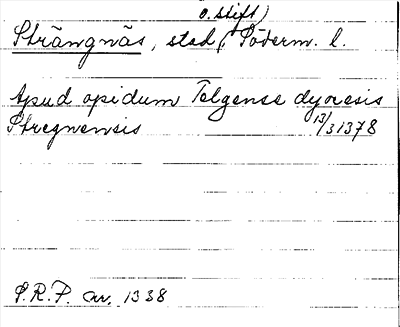 o. stift)
Strängnäs, stad, Söderm. l.
Apud opidum Telgense dyocesis
Stregnensis 13/3 1378
S.R.P. nr. 1338